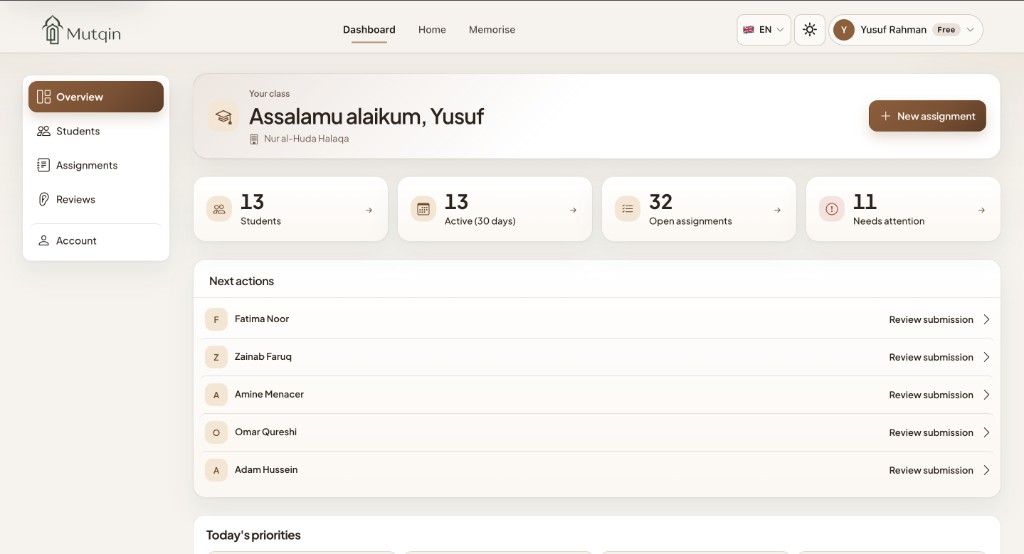 Mutqin
Dashboard
Home
Memorise
EN
Y
Yusuf Rahman
Free
Overview
Students
Assignments
Reviews
Account
Your class
Assalamu alaikum, Yusuf
Nur al-Huda Halaqa
New assignment
13
Students
13
Active (30 days)
32
Open assignments
11
Needs attention
Next actions
F
Fatima Noor
Review submission
Z
Zainab Faruq
Review submission
A
Amine Menacer
Review submission
O
Omar Qureshi
Review submission
A
Adam Hussein
Review submission
Today's priorities